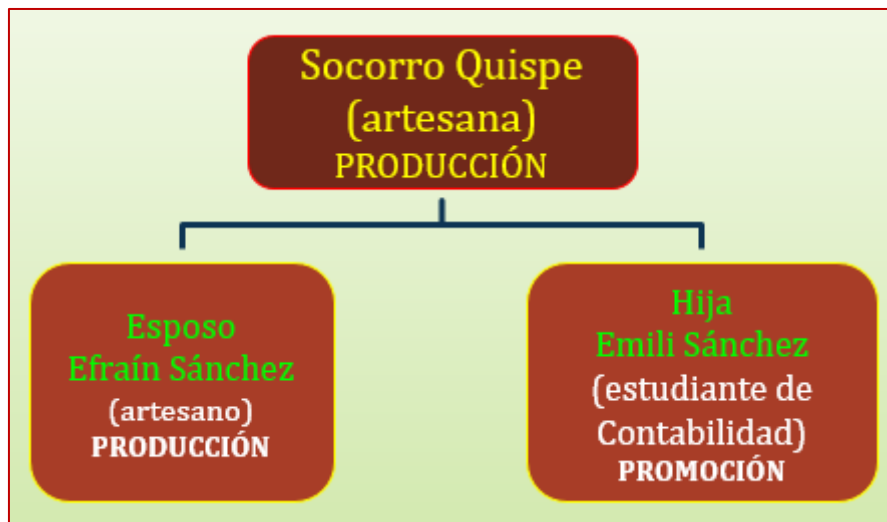 Socorro Quispe
(artesana)
PRODUCCIÓN
Esposo
Efraín Sánchez
(artesano)
PRODUCCIÓN
Hija
Emili Sánchez
(estudiante de
Contabilidad)
PROMOCIÓN